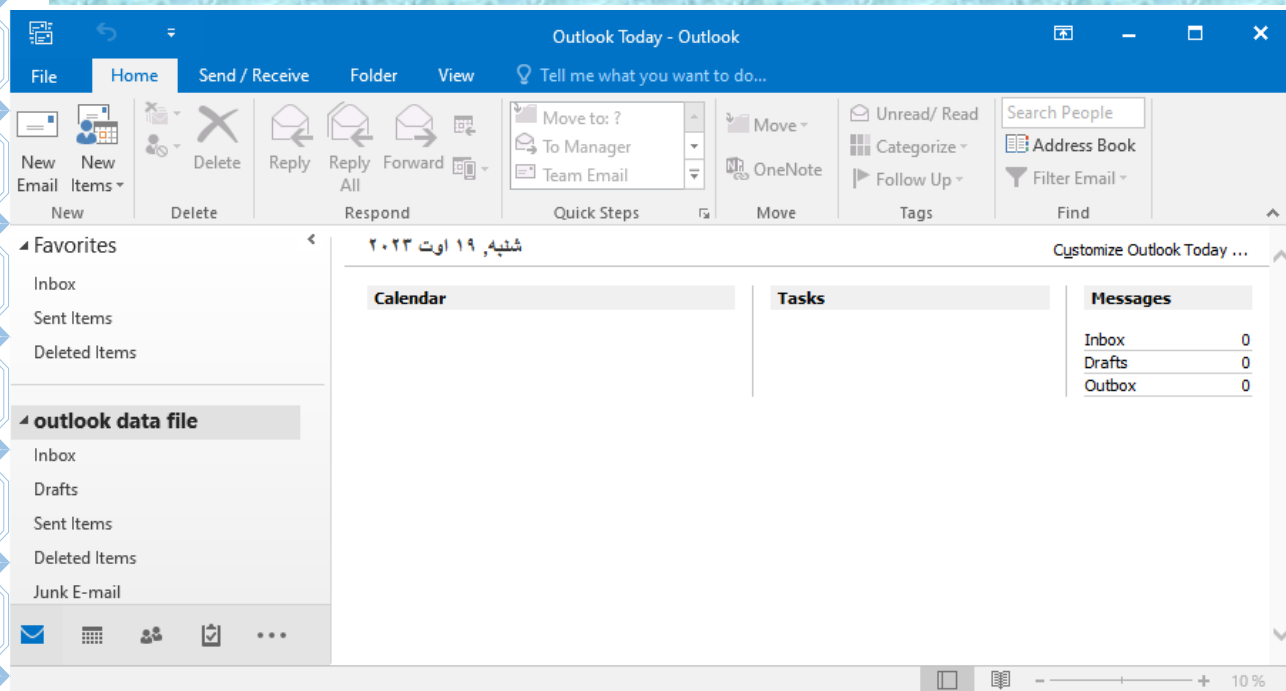 Outlook Today - Outlook
File Home Send / Receive Folder View Tell me what you want to do...
New Email
New Items
Delete
Reply
Reply All
Forward
Move to: ?
To Manager
Team Email
Move
OneNote
Unread/ Read
Categorize
Follow Up
Search People
Address Book
Filter Email
New Delete Respond Quick Steps Move Tags Find
Favorites
Inbox
Sent Items
Deleted Items
outlook data file
Inbox
Drafts
Sent Items
Deleted Items
Junk E-mail
شنبه, ۱۹ اوت ۲۰۲۳
Customize Outlook Today ...
Calendar
Tasks
Messages
Inbox 0
Drafts 0
Outbox 0
10 %